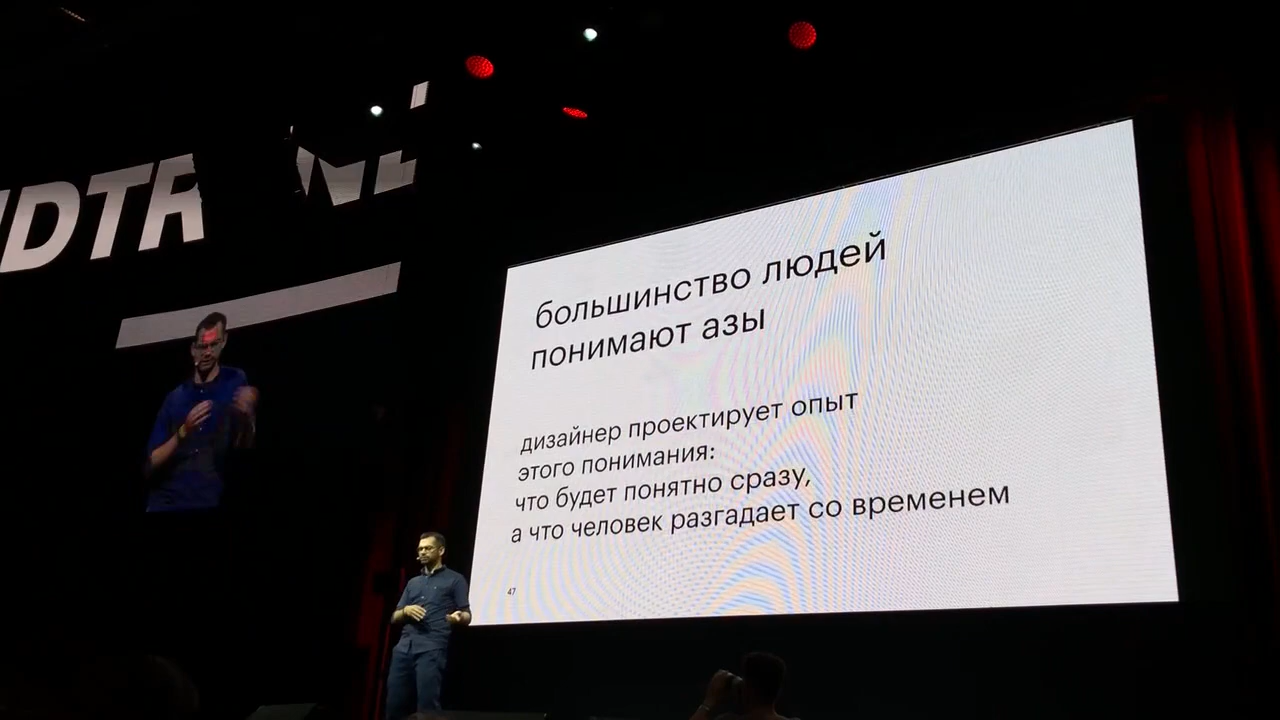 большинство людей
понимают азы
дизайнер проектирует опыт
этого понимания:
что будет понятно сразу,
а что человек разгадает со временем
47